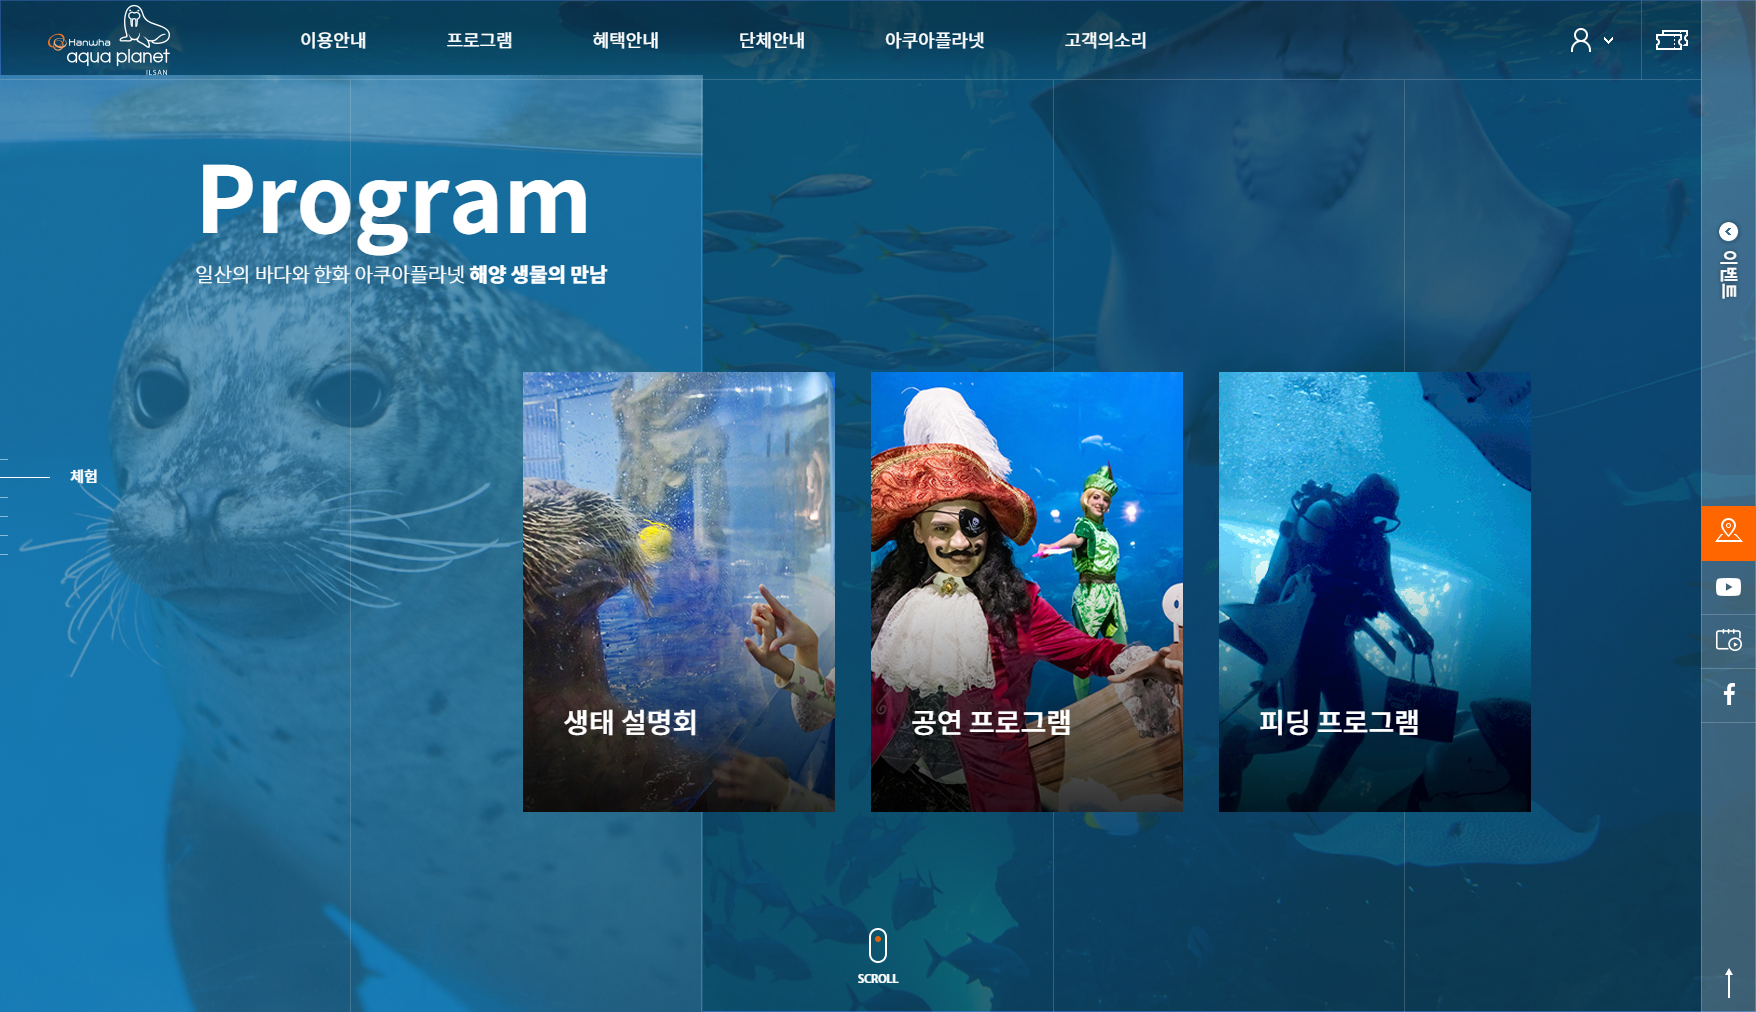 Hanwha
aqua planet
ILSAN
이용안내
프로그램
혜택안내
단체안내
아쿠아플라넷
고객의소리
이벤트
Program
일산의 바다와 한화 아쿠아플라넷 해양 생물의 만남
체험
생태 설명회
공연 프로그램
피딩 프로그램
SCROLL